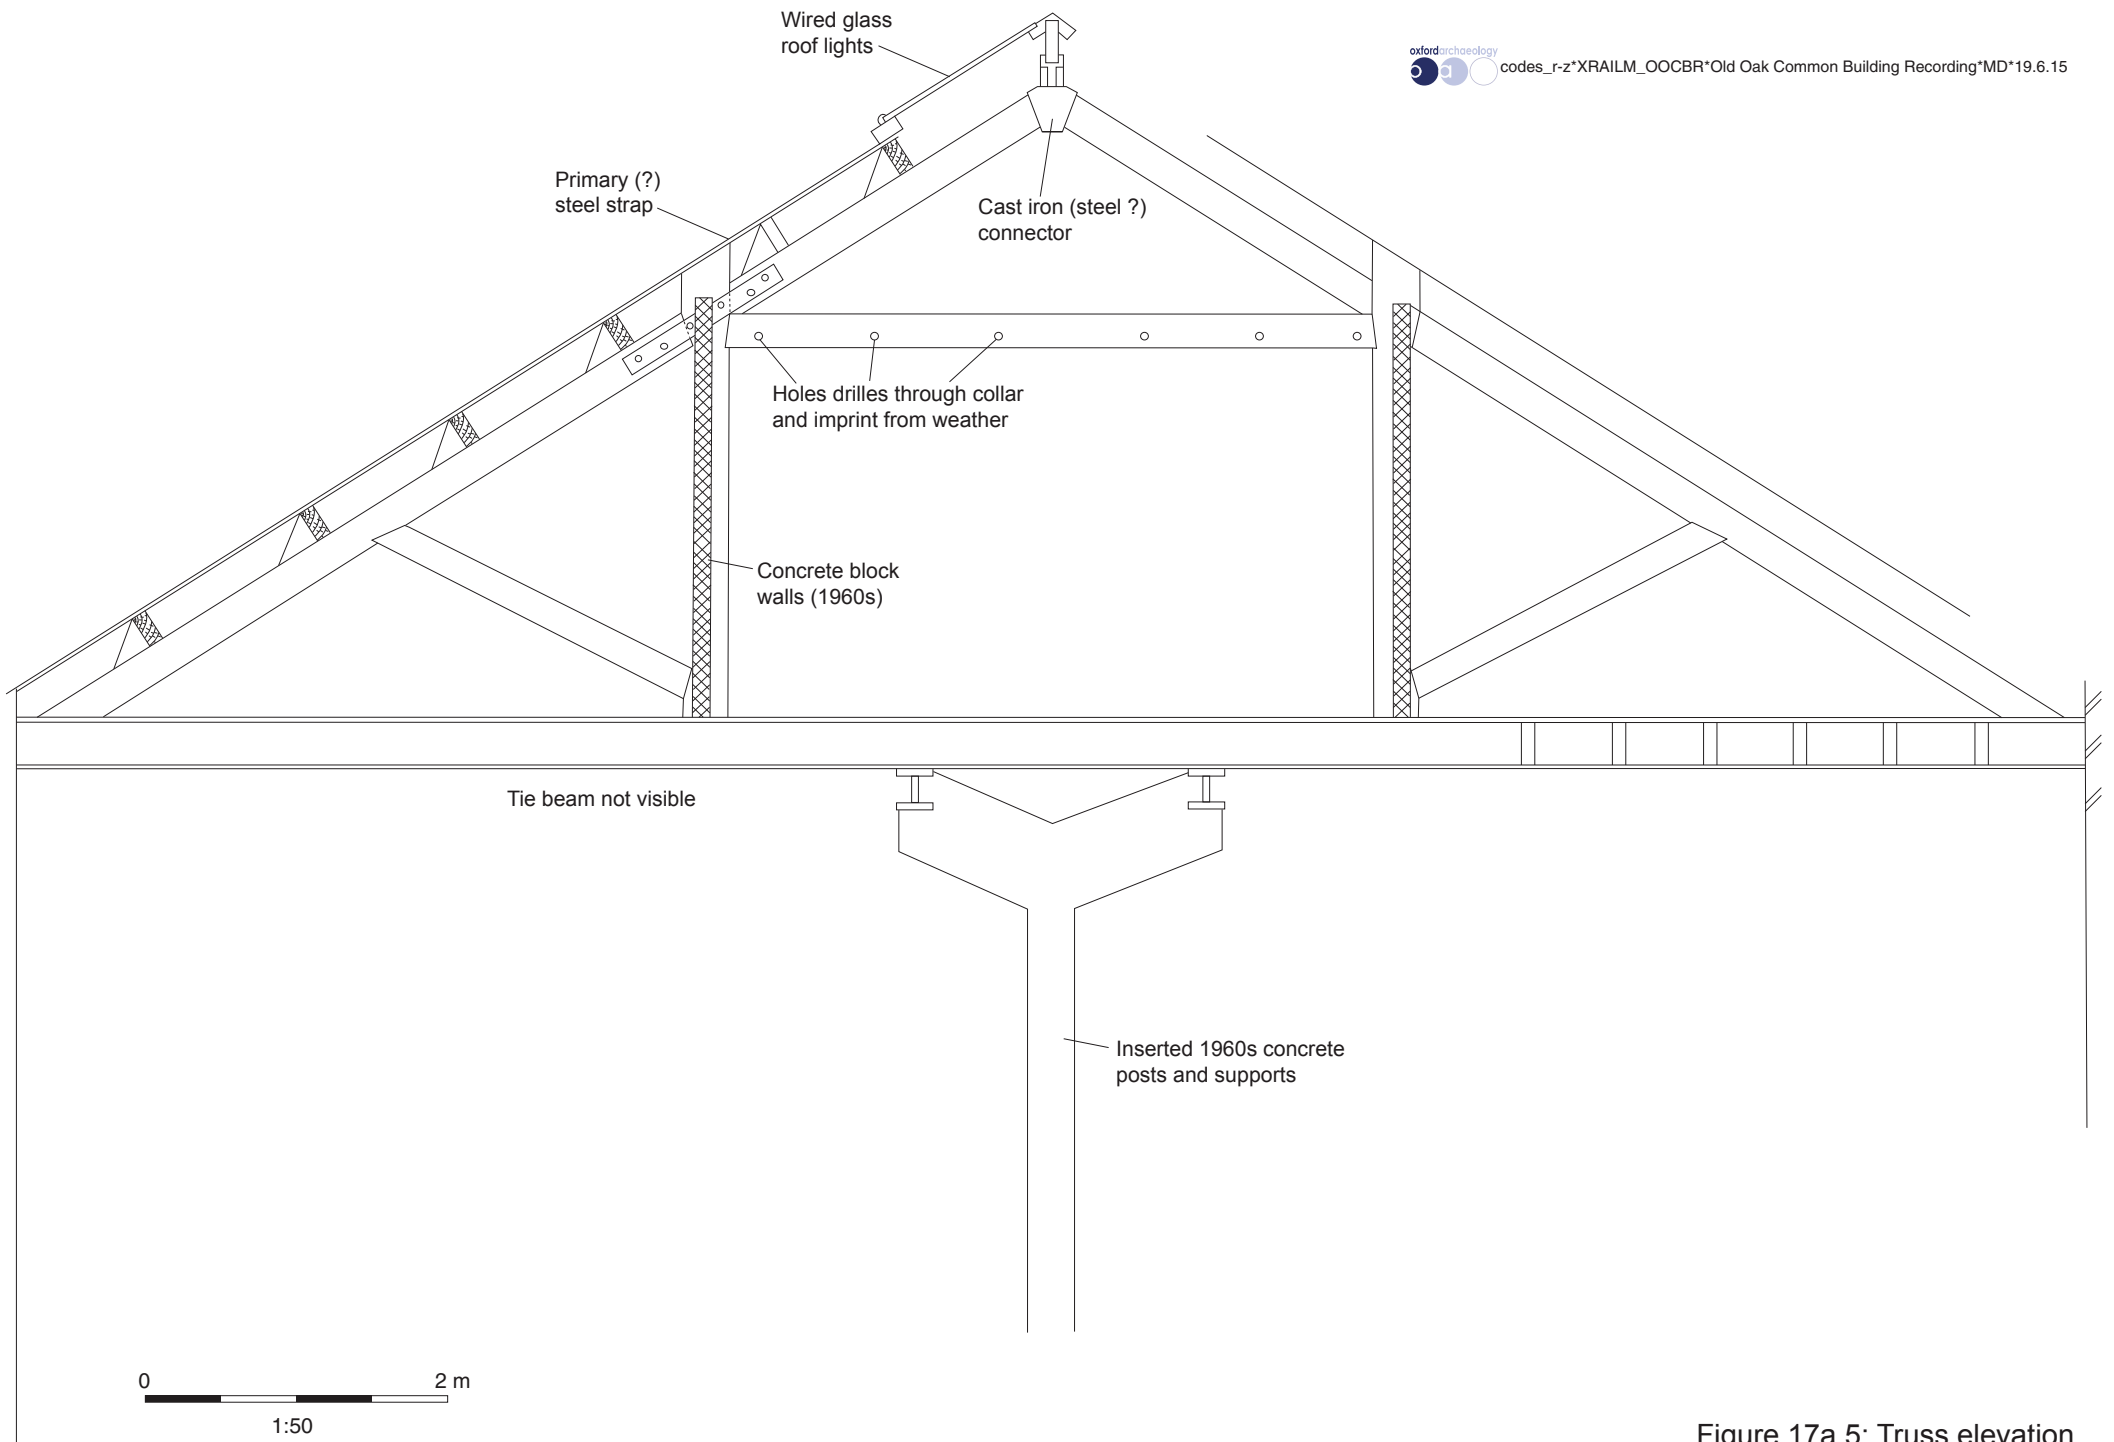 Wired glass
roof lights
oxfordarchaeology
o a
codes_r-z*XRAILM_OOCBR*Old Oak Common Building Recording*MD*19.6.15
Primary (?)
steel strap
Cast iron (steel ?)
connector
Holes drilles through collar
and imprint from weather
Concrete block
walls (1960s)
Tie beam not visible
Inserted 1960s concrete
posts and supports
0 2 m
1:50
Figure 17a.5: Truss elevation